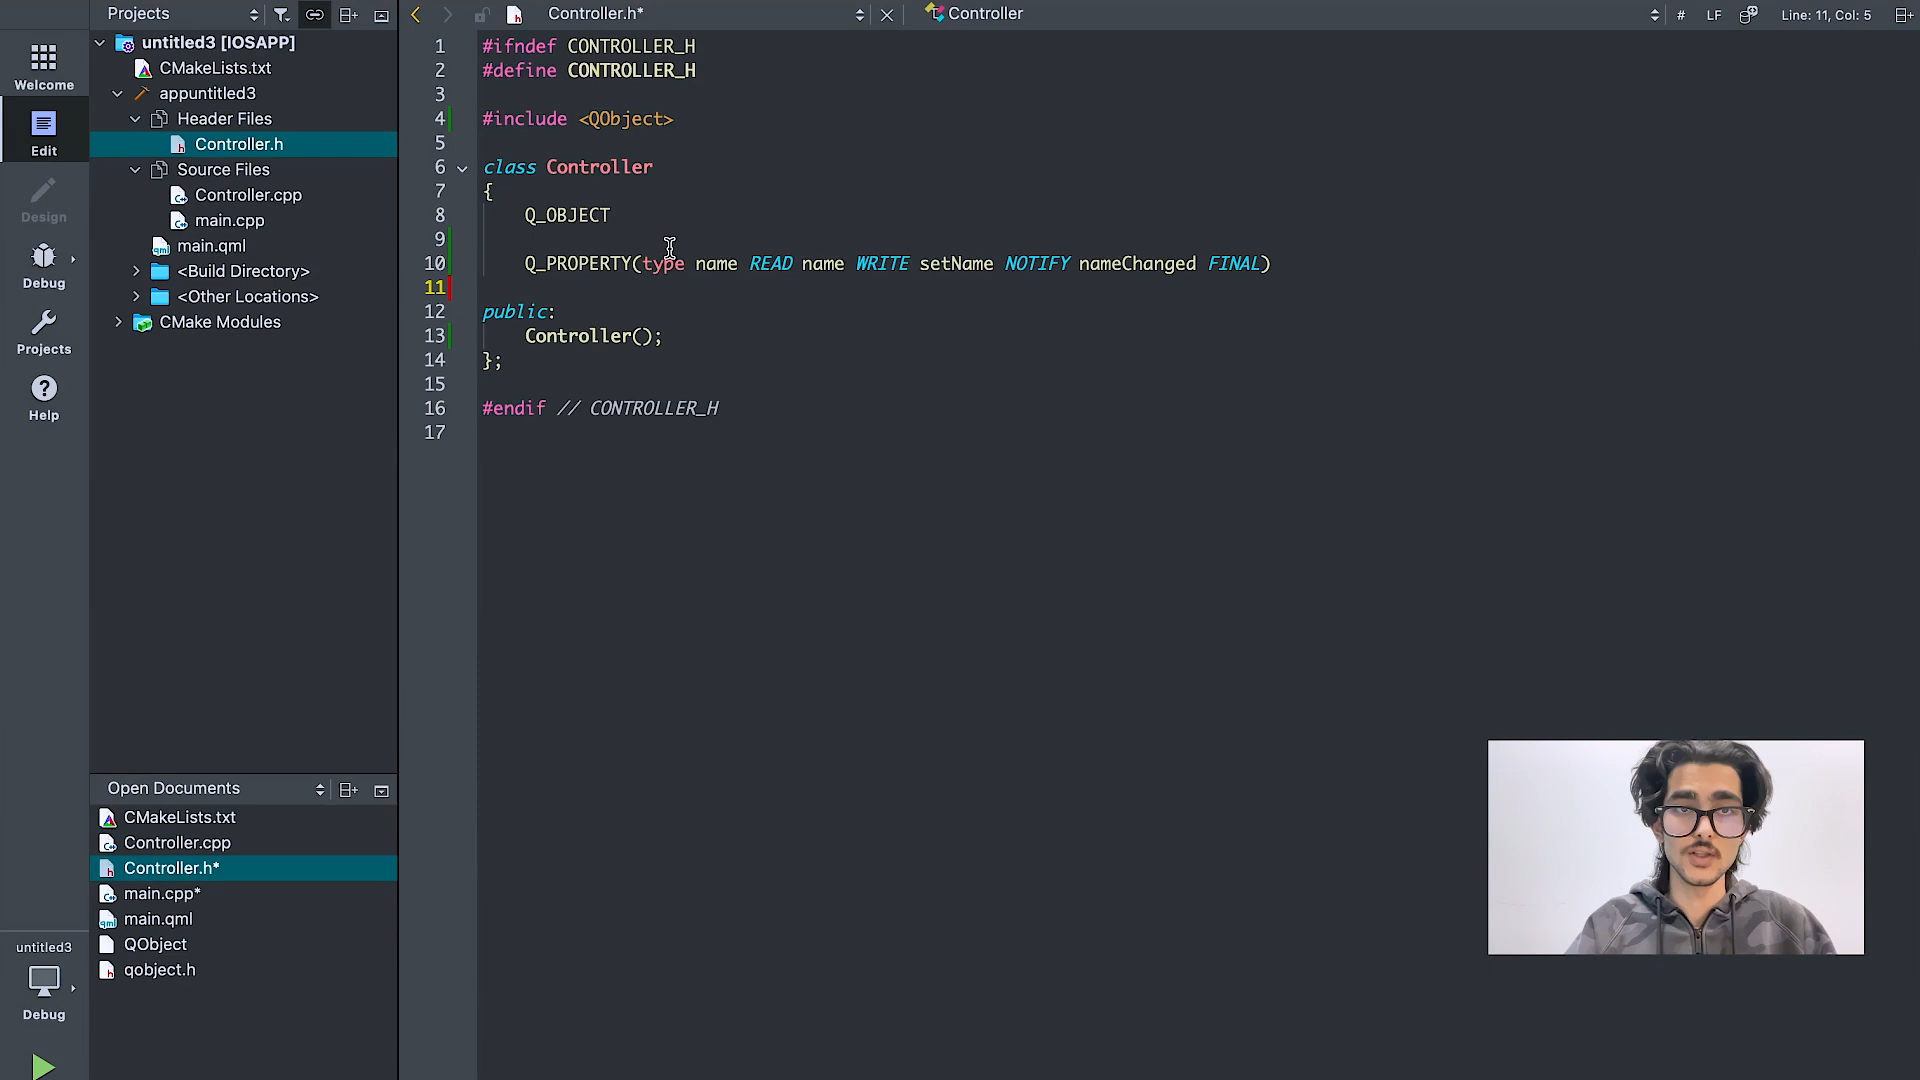 Projects
Controller.h*
Controller
#
LF
Line: 11, Col: 5
Welcome
Edit
Design
Debug
Projects
Help
untitled3
Debug
untitled3 [IOSAPP]
CMakeLists.txt
appuntitled3
Header Files
Controller.h
Source Files
Controller.cpp
main.cpp
main.qml
<Build Directory>
<Other Locations>
CMake Modules
Open Documents
CMakeLists.txt
Controller.cpp
Controller.h*
main.cpp*
main.qml
QObject
qobject.h
1 #ifndef CONTROLLER_H
2 #define CONTROLLER_H
3
4 #include <QObject>
5
6 class Controller
7 {
8 Q_OBJECT
9
10 Q_PROPERTY(type name READ name WRITE setName NOTIFY nameChanged FINAL)
11
12 public:
13 Controller();
14 };
15
16 #endif // CONTROLLER_H
17